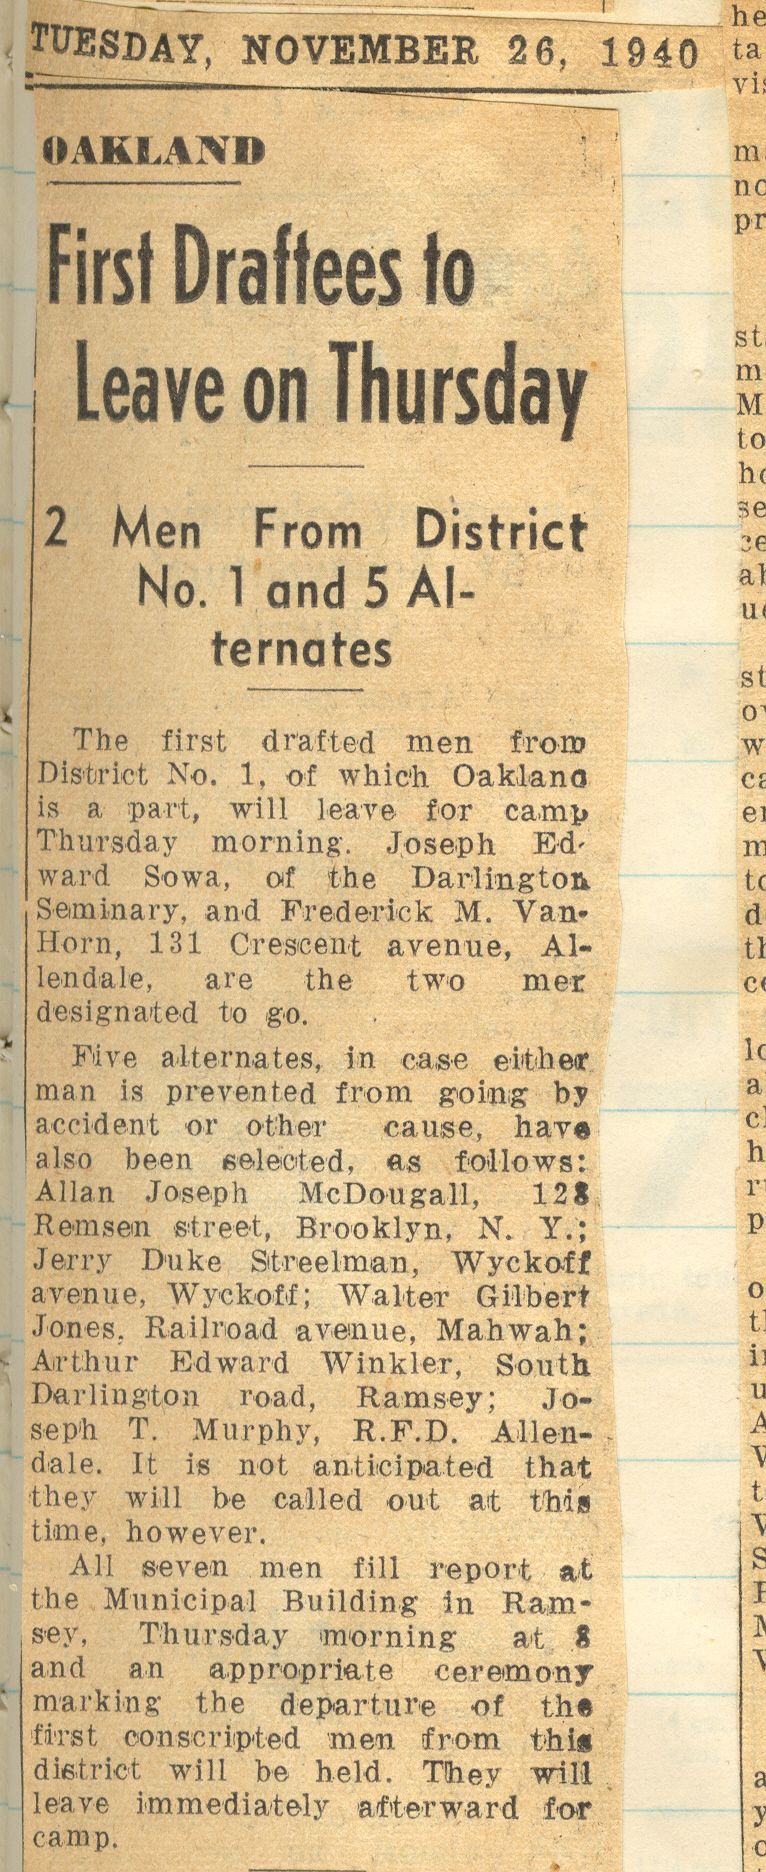 TUESDAY, NOVEMBER 26, 1940
OAKLAND
First Draftees to
Leave on Thursday
2 Men From District
No. 1 and 5 Al-
ternates
The first drafted men from
District No. 1, of which Oakland
is a part, will leave for camp
Thursday morning. Joseph Ed-
ward Sowa, of the Darlington
Seminary, and Frederick M. Van-
Horn, 131 Crescent avenue, Al-
lendale, are the two mer
designated to go.
Five alternates, in case either
man is prevented from going by
accident or other cause, have
also been selected, as follows:
Allan Joseph McDougall, 128
Remsen street, Brooklyn, N. Y.;
Jerry Duke Streelman, Wyckoff
avenue, Wyckoff; Walter Gilbert
Jones, Railroad avenue, Mahwah;
Arthur Edward Winkler, South
Darlington road, Ramsey; Jo-
seph T. Murphy, R.F.D. Allen-
dale. It is not anticipated that
they will be called out at this
time, however.
All seven men fill report at
the Municipal Building in Ram-
sey, Thursday morning at 8
and an appropriate ceremony
marking the departure of the
first conscripted men from this
district will be held. They will
leave immediately afterward for
camp.